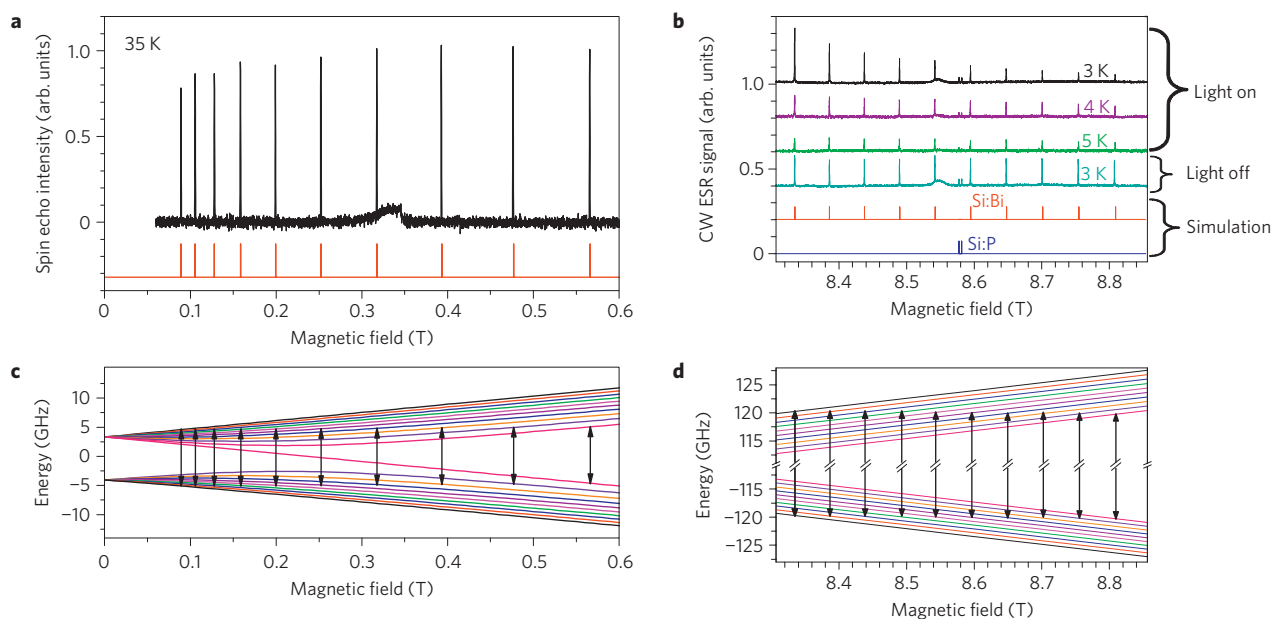 a
35 K
Spin echo intensity (arb. units)
1.0
0.5
0
0 0.1 0.2 0.3 0.4 0.5 0.6
Magnetic field (T)
b
CW ESR signal (arb. units)
1.0
0.5
0
3 K
4 K
5 K
3 K
Si:Bi
Si:P
Light on
Light off
Simulation
8.4 8.5 8.6 8.7 8.8
Magnetic field (T)
c
Energy (GHz)
10
5
0
−5
−10
0 0.1 0.2 0.3 0.4 0.5 0.6
Magnetic field (T)
d
Energy (GHz)
125
120
115
−115
−120
−125
8.4 8.5 8.6 8.7 8.8
Magnetic field (T)